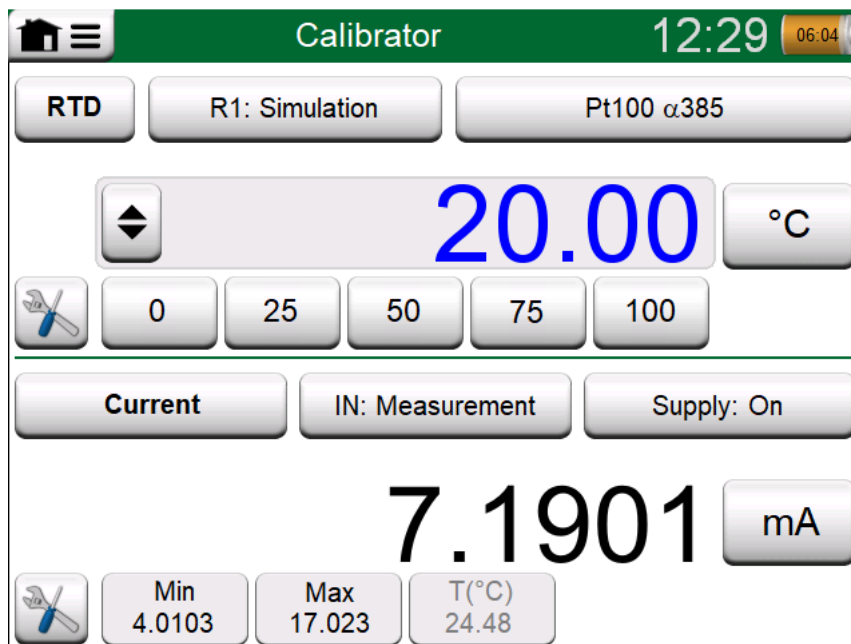 Calibrator 12:29 06:04
RTD R1: Simulation Pt100 α385
20.00 °C
0 25 50 75 100
Current IN: Measurement Supply: On
7.1901 mA
Min Max T(°C)
4.0103 17.023 24.48